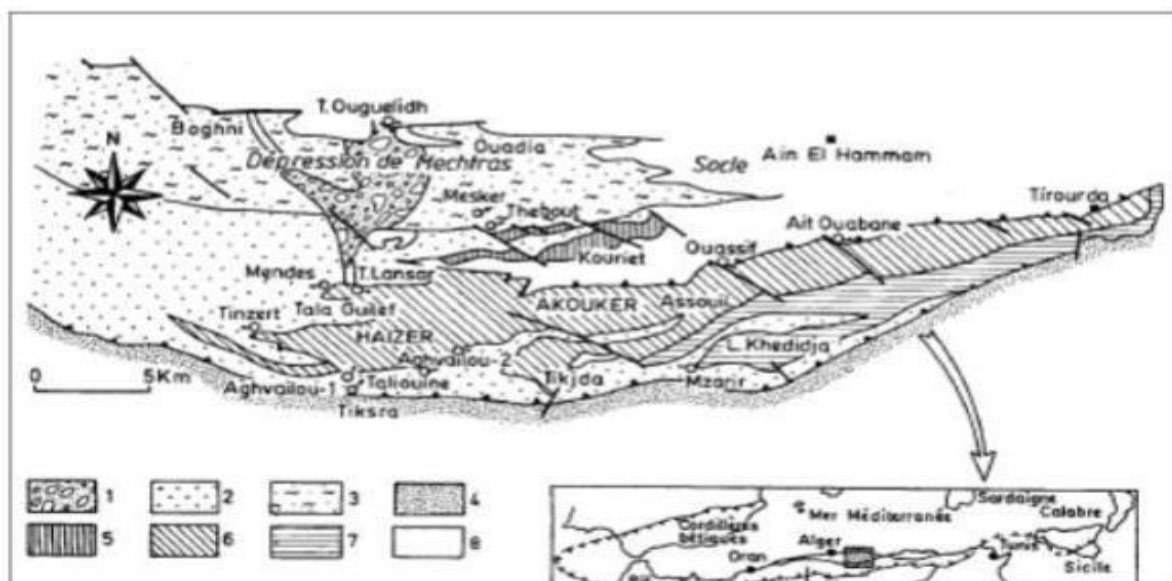 T. Ouguelidh
N
Boghni
Ouadia
Dépression de Mechtras
Socle
Ain El Hammam
Mesker
Thebout
Tirourda
Ait Ouabane
Ouassif
Kouriet
Mendes
T. Lansar
Tala Guilef
AKOUKER
Assouil
Tinzert
HAIZER
Aghvailou-2
L. Khedidja
0 5Km
Aghvailou-1
Taliouine
Tikjda
Mzarir
Tiksra
1 2 3 4
5 6 7 8
Sardaigne
Calabre
Mer Méditerranée
Cordillères
bétiques
Alger
Oran
Tunis
Sicile